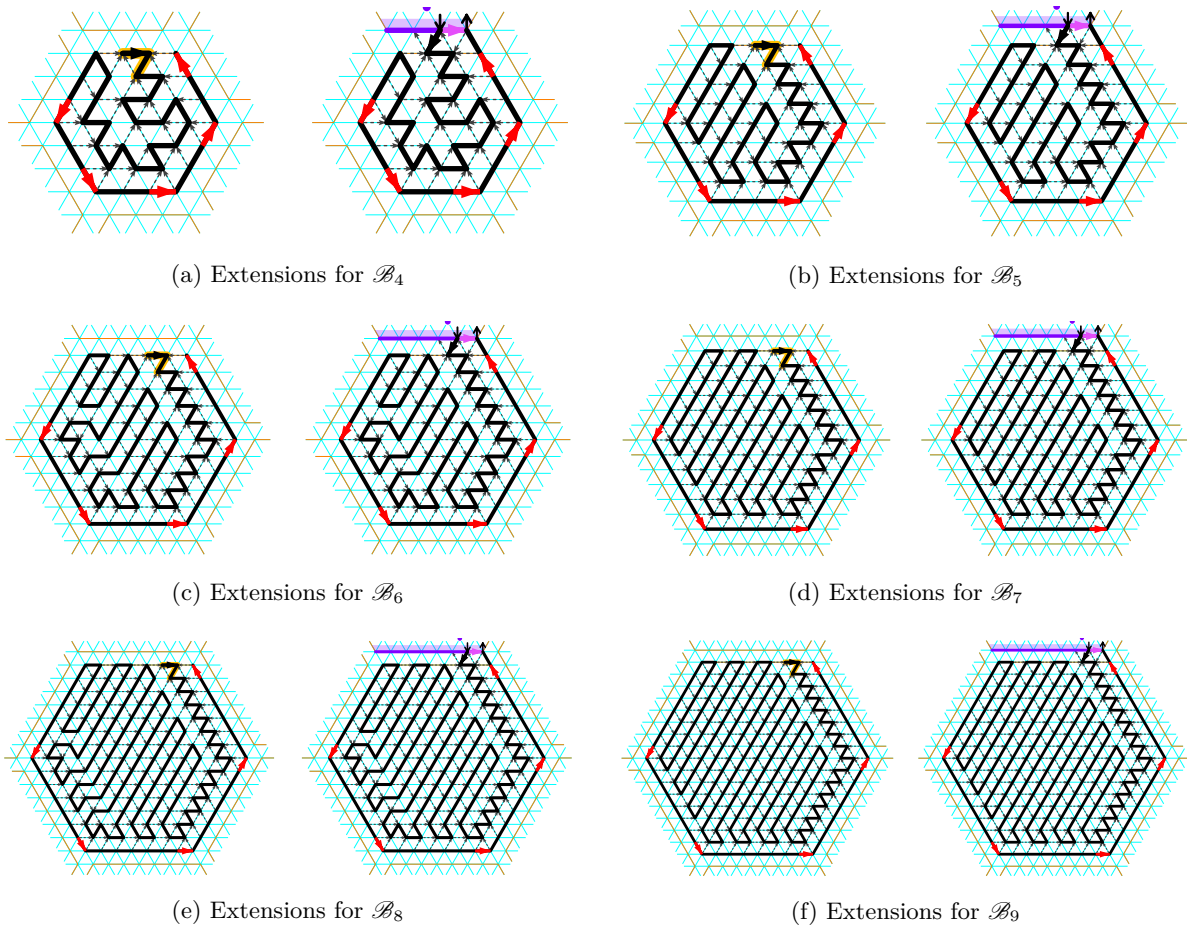 (a) Extensions for ℬ₄
(b) Extensions for ℬ₅
(c) Extensions for ℬ₆
(d) Extensions for ℬ₇
(e) Extensions for ℬ₈
(f) Extensions for ℬ₉